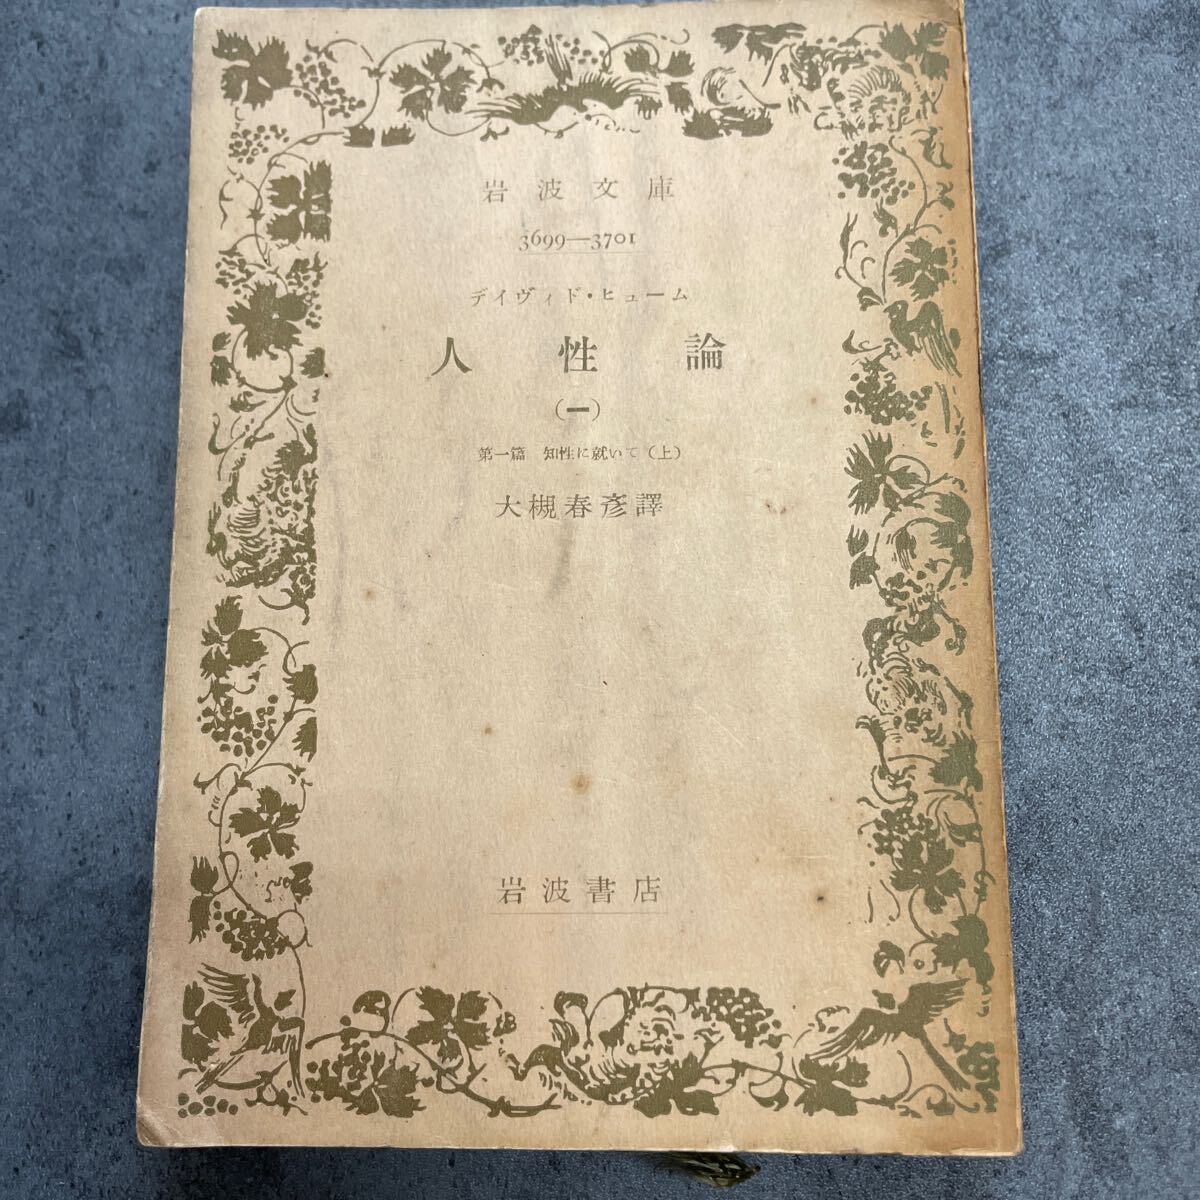 岩波文庫
3699—3701
デイヴィド・ヒューム
人性論
(一)
第一篇 知性に就いて(上)
大槻春彦譯
岩波書店